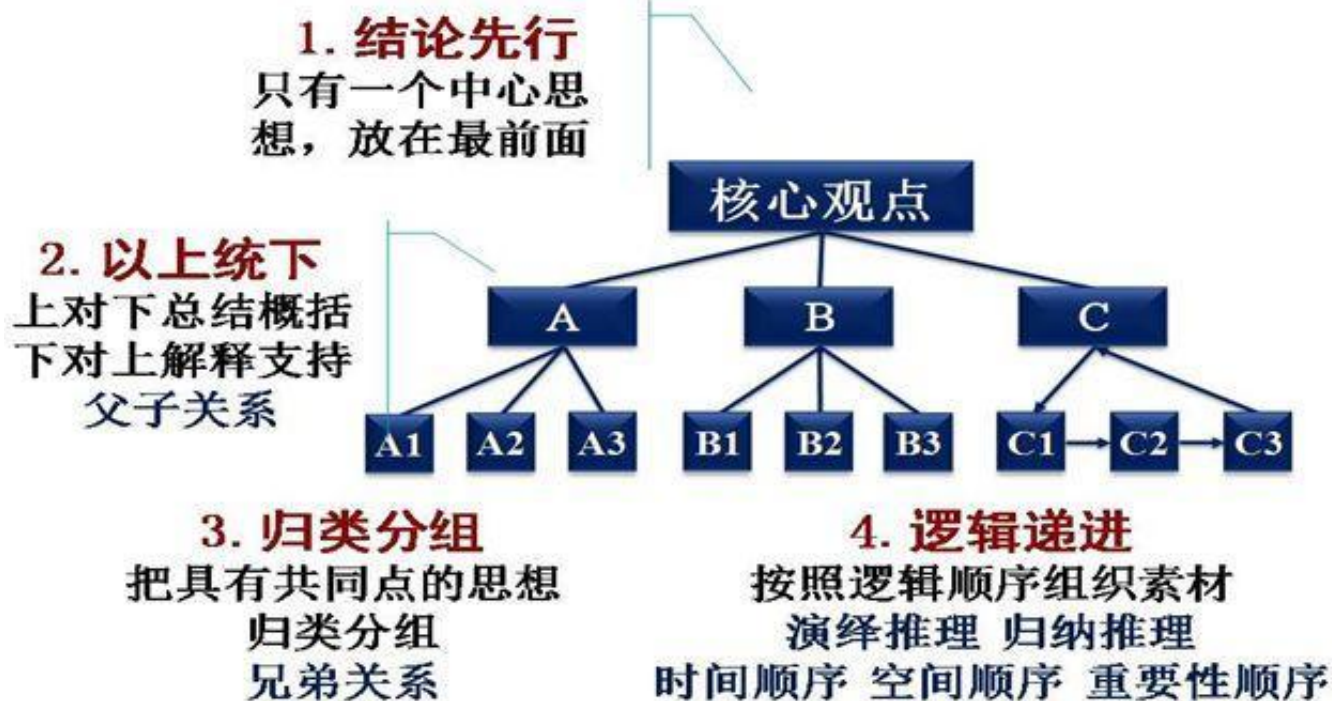 1. 结论先行
只有一个中心思
想，放在最前面
核心观点
2. 以上统下
上对下总结概括
下对上解释支持
父子关系
A
B
C
A1
A2
A3
B1
B2
B3
C1
C2
C3
3. 归类分组
把具有共同点的思想
归类分组
兄弟关系
4. 逻辑递进
按照逻辑顺序组织素材
演绎推理 归纳推理
时间顺序 空间顺序 重要性顺序